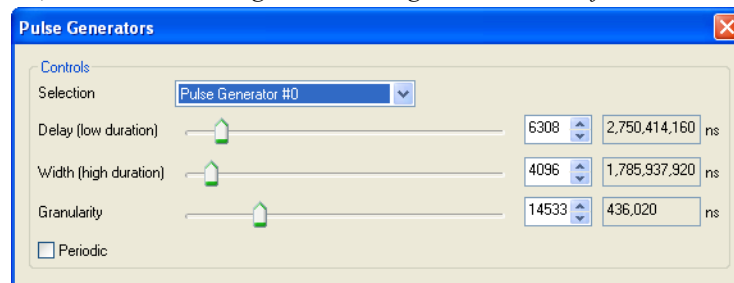 Pulse Generators
Controls
Selection Pulse Generator #0
Delay (low duration) 6308 2,750,414,160 ns
Width (high duration) 4096 1,785,937,920 ns
Granularity 14533 436,020 ns
Periodic